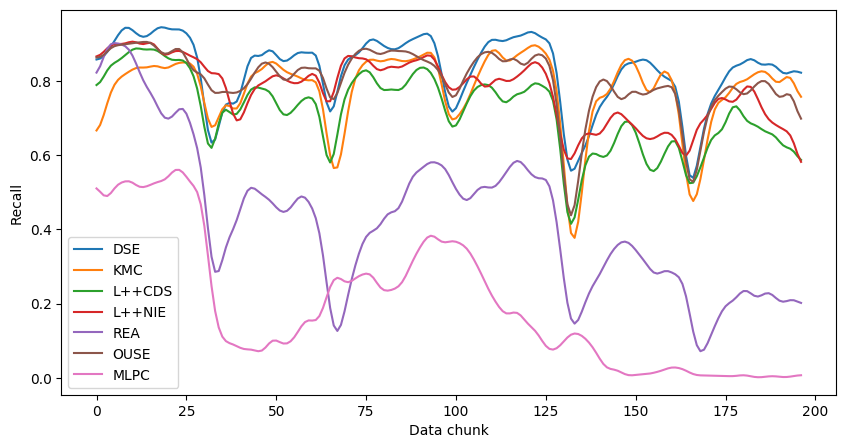 0.8
0.6
0.4
0.2
0.0
Recall
DSE
KMC
L++CDS
L++NIE
REA
OUSE
MLPC
0 25 50 75 100 125 150 175 200
Data chunk